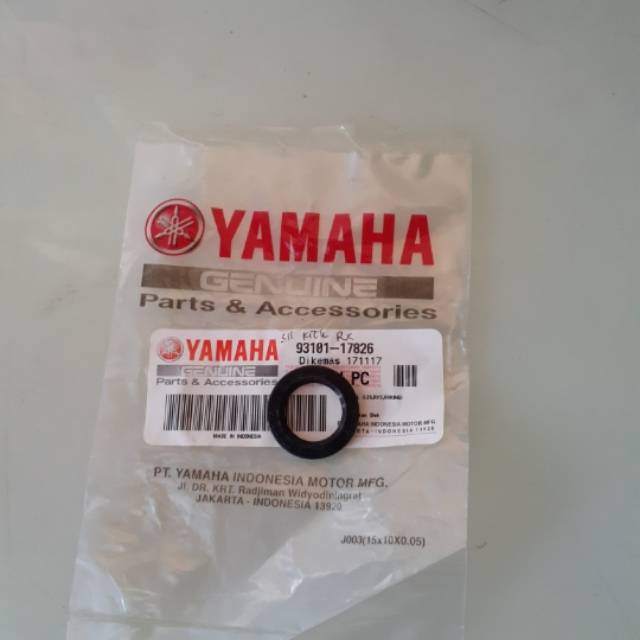 YAMAHA
GENUINE
Parts & Accessories
YAMAHA
GENUINE
Parts & Accessories
MADE IN INDONESIA
93101-17826
Dikemas 171117
PC
PT. YAMAHA INDONESIA MOTOR MFG.
JL. DR. KRT. Radjiman Widyodiningrat
JAKARTA - INDONESIA 13920
J003(15x10X0.05)